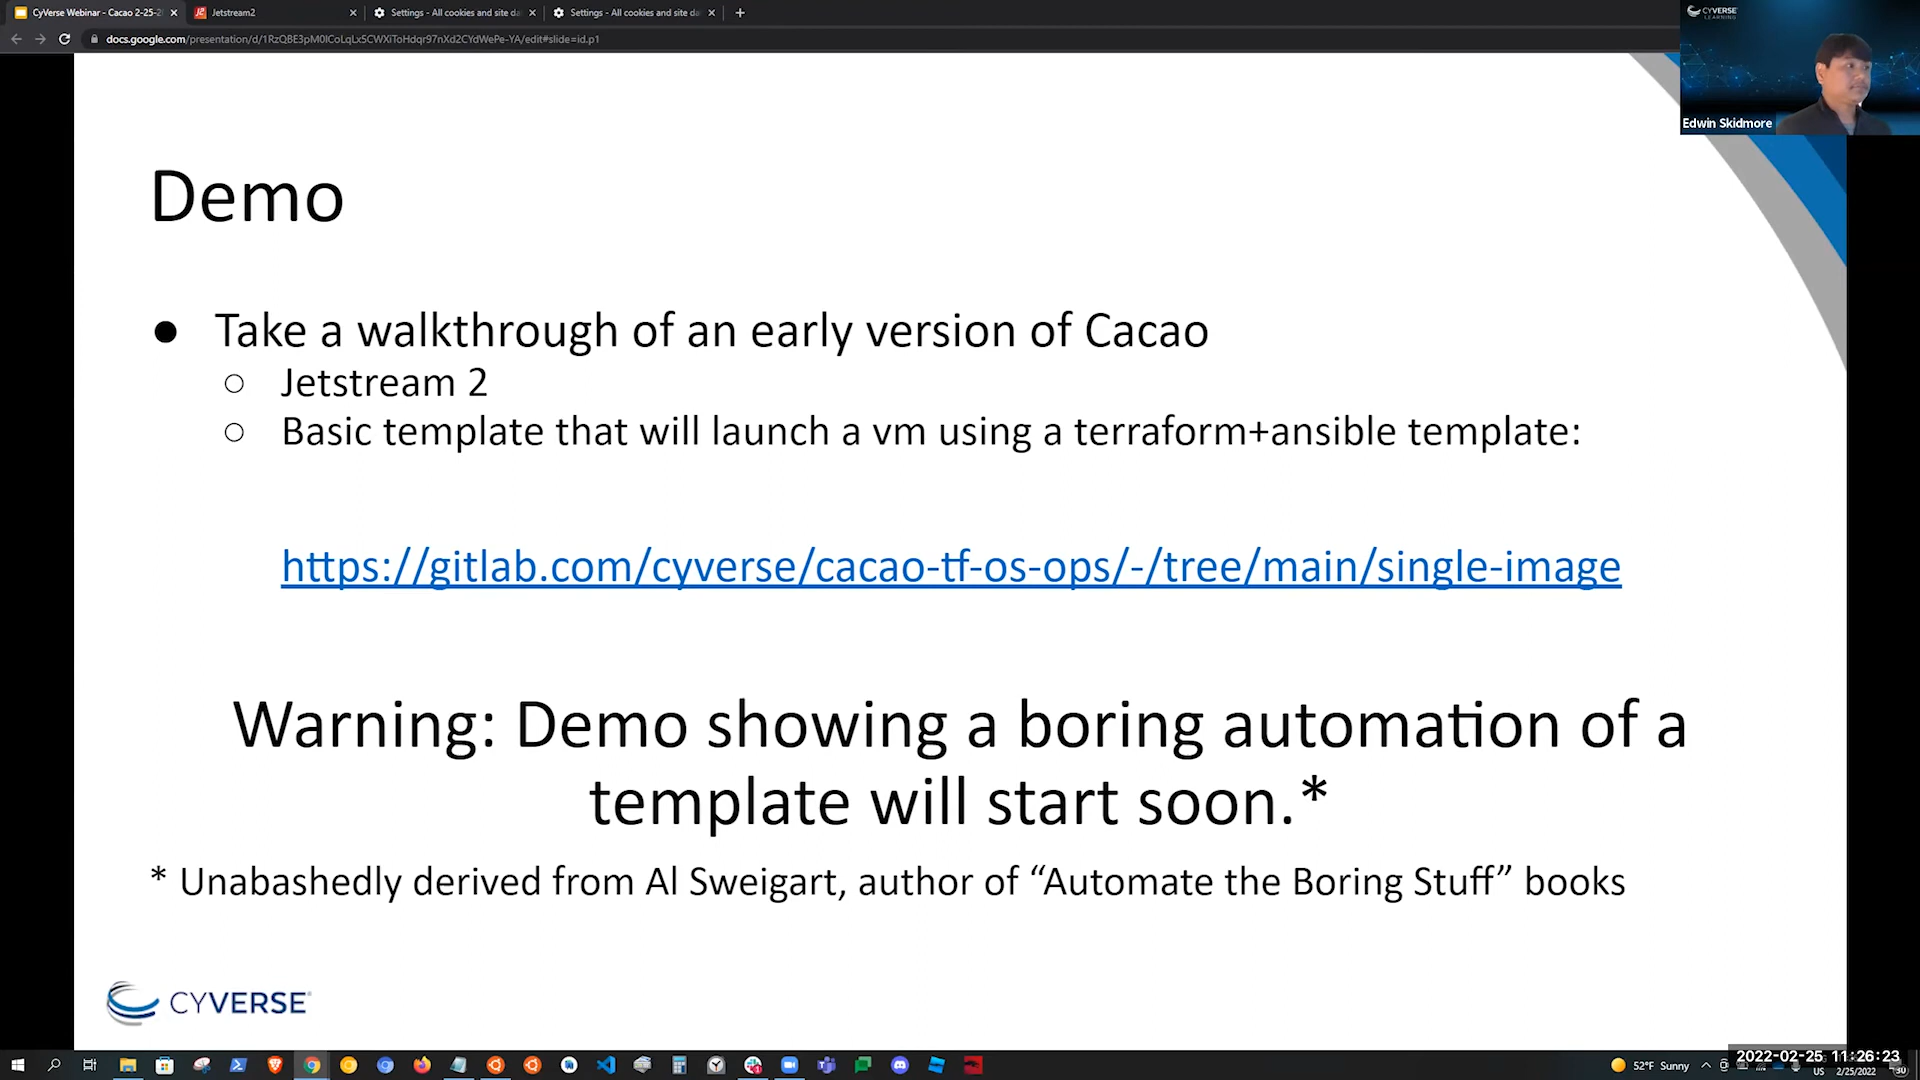 CyVerse Webinar - Cacao 2-25-2
Jetstream2
Settings - All cookies and site da
Settings - All cookies and site da
docs.google.com/presentation/d/1RzQBE3pM0ICoLqLx5CWXiToHdqr97nXd2CYdWePe-YA/edit#slide=id.p1
CYVERSE
LEARNING
Edwin Skidmore
Demo
● Take a walkthrough of an early version of Cacao
○ Jetstream 2
○ Basic template that will launch a vm using a terraform+ansible template:
https://gitlab.com/cyverse/cacao-tf-os-ops/-/tree/main/single-image
Warning: Demo showing a boring automation of a
template will start soon.*
* Unabashedly derived from Al Sweigart, author of “Automate the Boring Stuff” books
CYVERSE
52°F Sunny
2022-02-25 11:26:23
US
2/25/2022
30